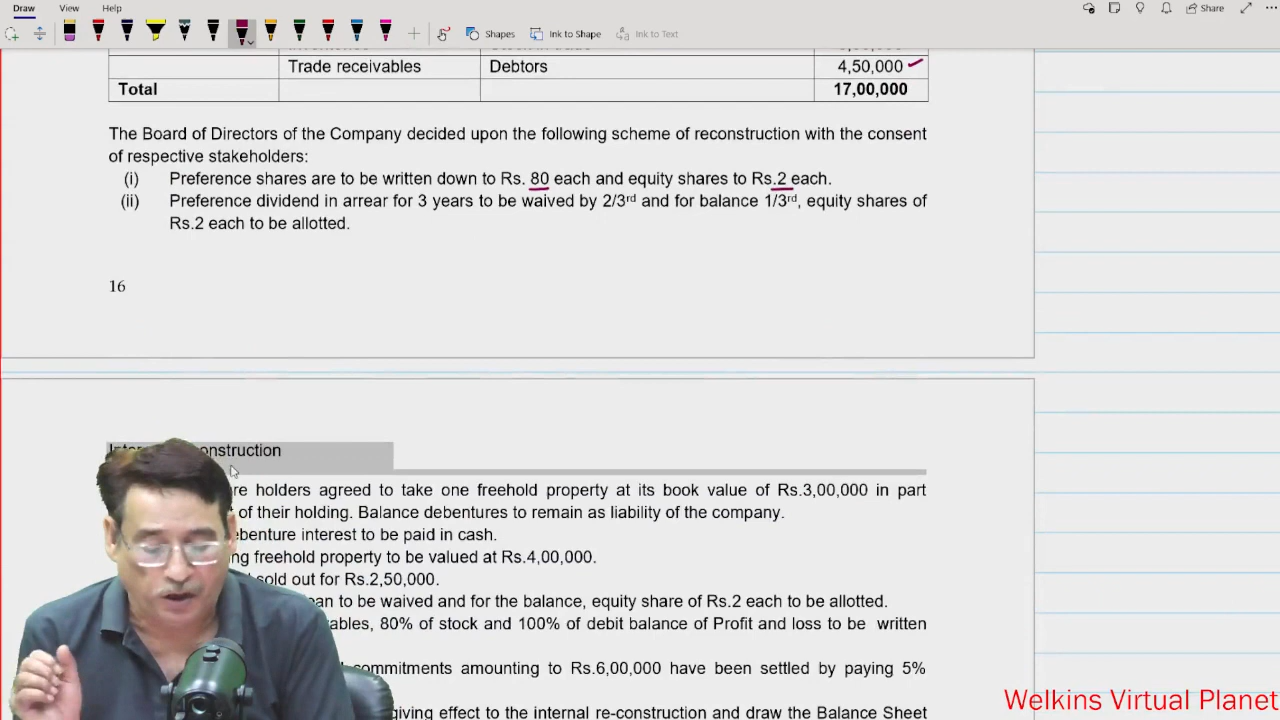 Draw View Help
Shapes Ink to Shape Ink to Text Share
Trade receivables Debtors 4,50,000
Total 17,00,000
The Board of Directors of the Company decided upon the following scheme of reconstruction with the consent
of respective stakeholders:
(i) Preference shares are to be written down to Rs. 80 each and equity shares to Rs.2 each.
(ii) Preference dividend in arrear for 3 years to be waived by 2/3rd and for balance 1/3rd, equity shares of
Rs.2 each to be allotted.
16
holders agreed to take one freehold property at its book value of Rs.3,00,000 in part
of their holding. Balance debentures to remain as liability of the company.
interest to be paid in cash.
freehold property to be valued at Rs.4,00,000.
sold out for Rs.2,50,000.
to be waived and for the balance, equity share of Rs.2 each to be allotted.
80% of stock and 100% of debit balance of Profit and loss to be written
commitments amounting to Rs.6,00,000 have been settled by paying 5%
giving effect to the internal re-construction and draw the Balance Sheet
Welkins Virtual Planet